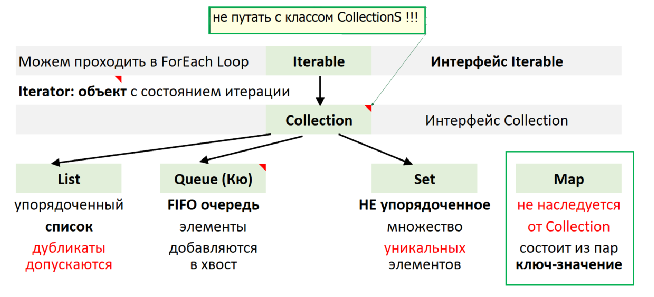 не путать с классом CollectionS !!!
Можем проходить в ForEach Loop
Iterable
Интерфейс Iterable
Iterator: объект с состоянием итерации
Collection
Интерфейс Collection
List
упорядоченный
список
дубликаты
допускаются
Queue (Кю)
FIFO очередь
элементы
добавляются
в хвост
Set
НЕ упорядоченное
множество
уникальных
элементов
Map
не наследуется
от Collection
состоит из пар
ключ-значение